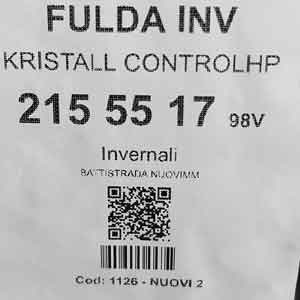 FULDA INV
KRISTALL CONTROLHP
215 55 17 98V
Invernali
BATTISTRADA NUOVIMM
Cod: 1126 - NUOVI 2